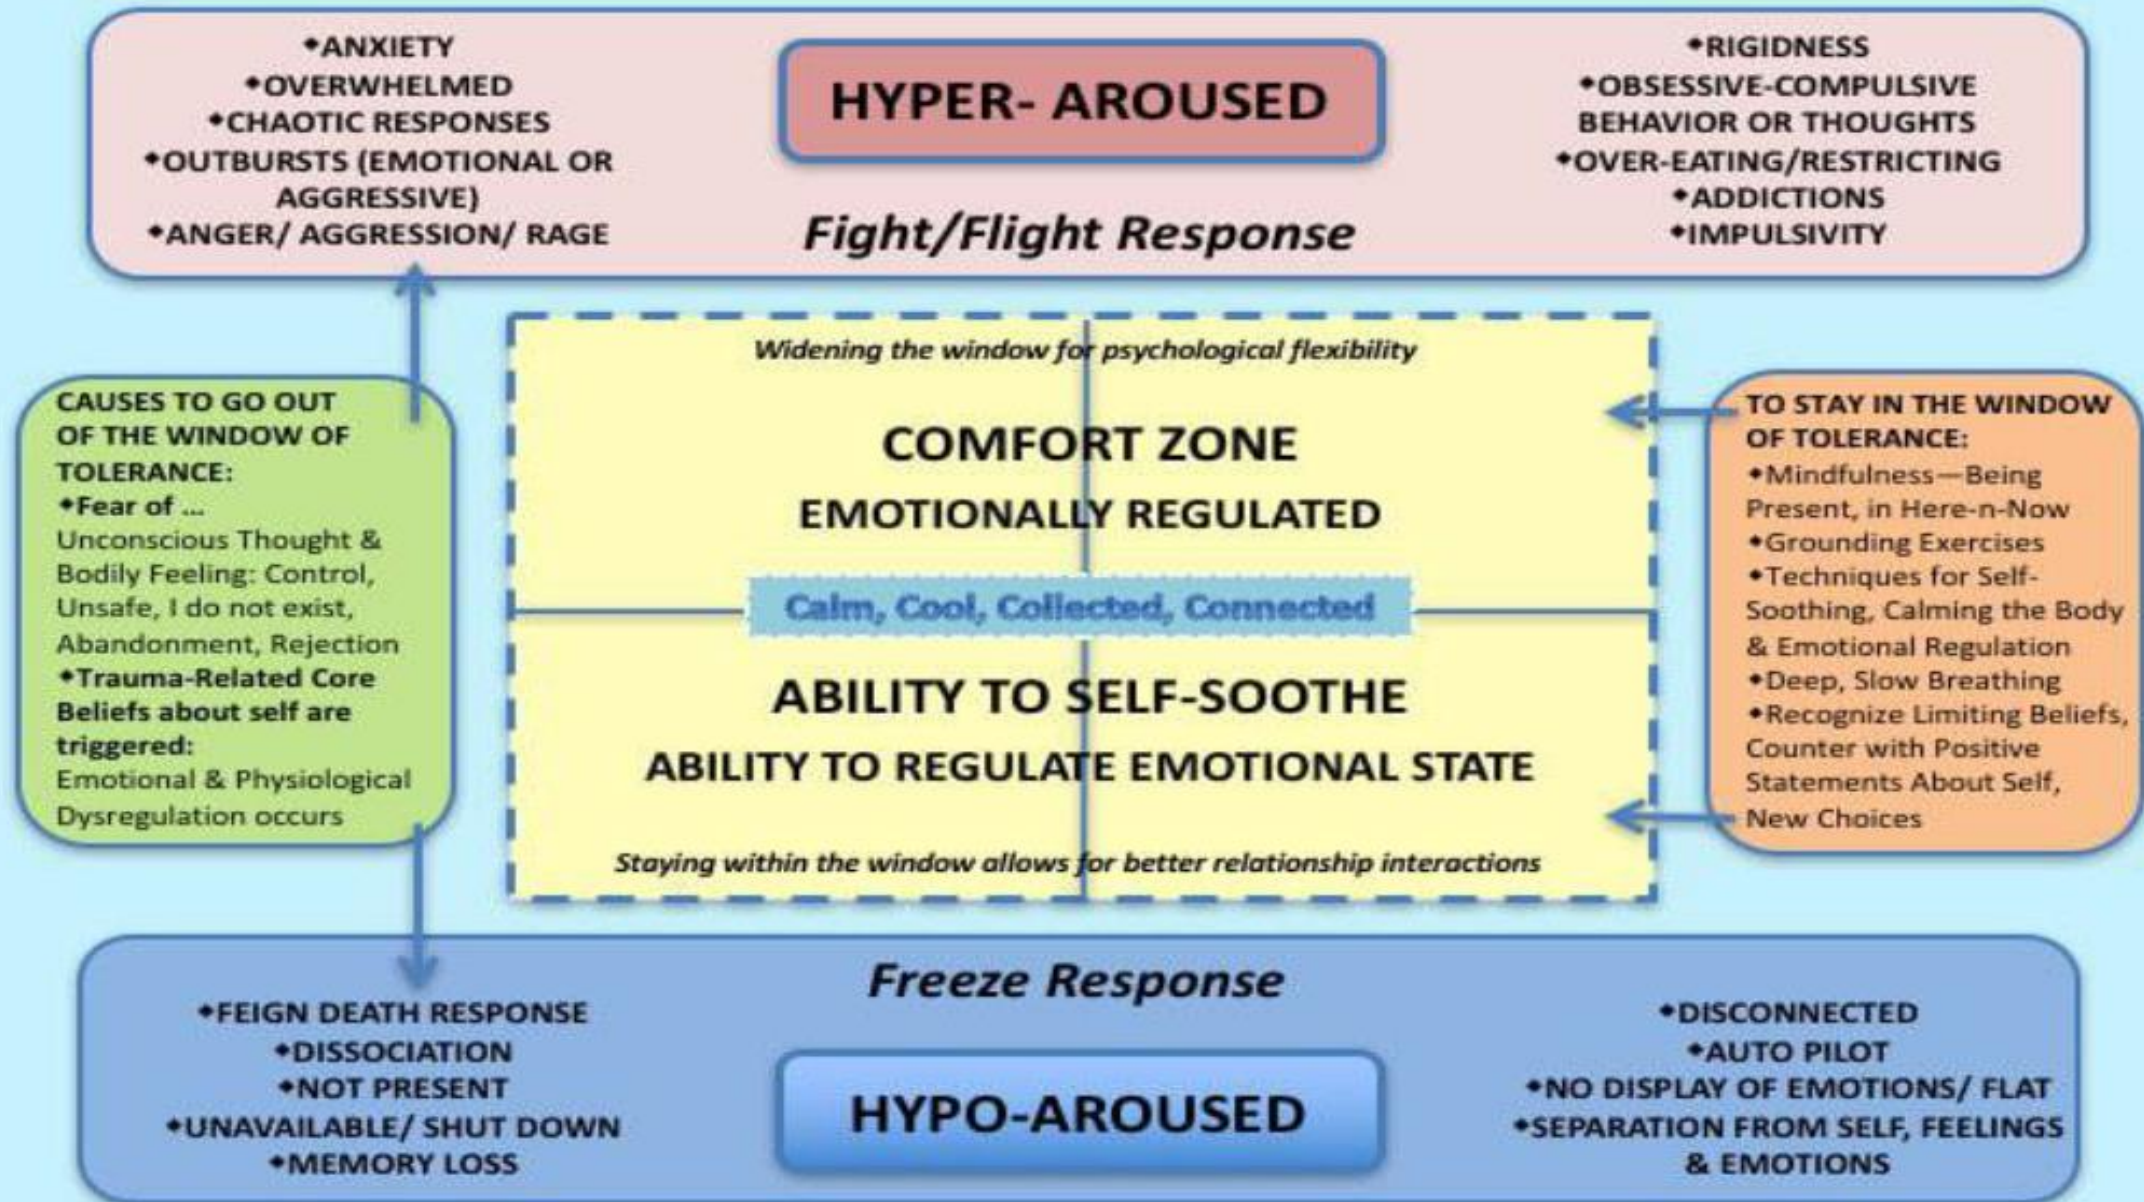 ◆ANXIETY
◆OVERWHELMED
◆CHAOTIC RESPONSES
◆OUTBURSTS (EMOTIONAL OR
AGGRESSIVE)
◆ANGER/ AGGRESSION/ RAGE
HYPER- AROUSED
Fight/Flight Response
◆RIGIDNESS
◆OBSESSIVE-COMPULSIVE
BEHAVIOR OR THOUGHTS
◆OVER-EATING/RESTRICTING
◆ADDICTIONS
◆IMPULSIVITY
CAUSES TO GO OUT
OF THE WINDOW OF
TOLERANCE:
◆Fear of ...
Unconscious Thought &
Bodily Feeling: Control,
Unsafe, I do not exist,
Abandonment, Rejection
◆Trauma-Related Core
Beliefs about self are
triggered:
Emotional & Physiological
Dysregulation occurs
Widening the window for psychological flexibility
COMFORT ZONE
EMOTIONALLY REGULATED
Calm, Cool, Collected, Connected
ABILITY TO SELF-SOOTHE
ABILITY TO REGULATE EMOTIONAL STATE
Staying within the window allows for better relationship interactions
TO STAY IN THE WINDOW
OF TOLERANCE:
◆Mindfulness—Being
Present, in Here-n-Now
◆Grounding Exercises
◆Techniques for Self-
Soothing, Calming the Body
& Emotional Regulation
◆Deep, Slow Breathing
◆Recognize Limiting Beliefs,
Counter with Positive
Statements About Self,
New Choices
◆FEIGN DEATH RESPONSE
◆DISSOCIATION
◆NOT PRESENT
◆UNAVAILABLE/ SHUT DOWN
◆MEMORY LOSS
Freeze Response
HYPO-AROUSED
◆DISCONNECTED
◆AUTO PILOT
◆NO DISPLAY OF EMOTIONS/ FLAT
◆SEPARATION FROM SELF, FEELINGS
& EMOTIONS